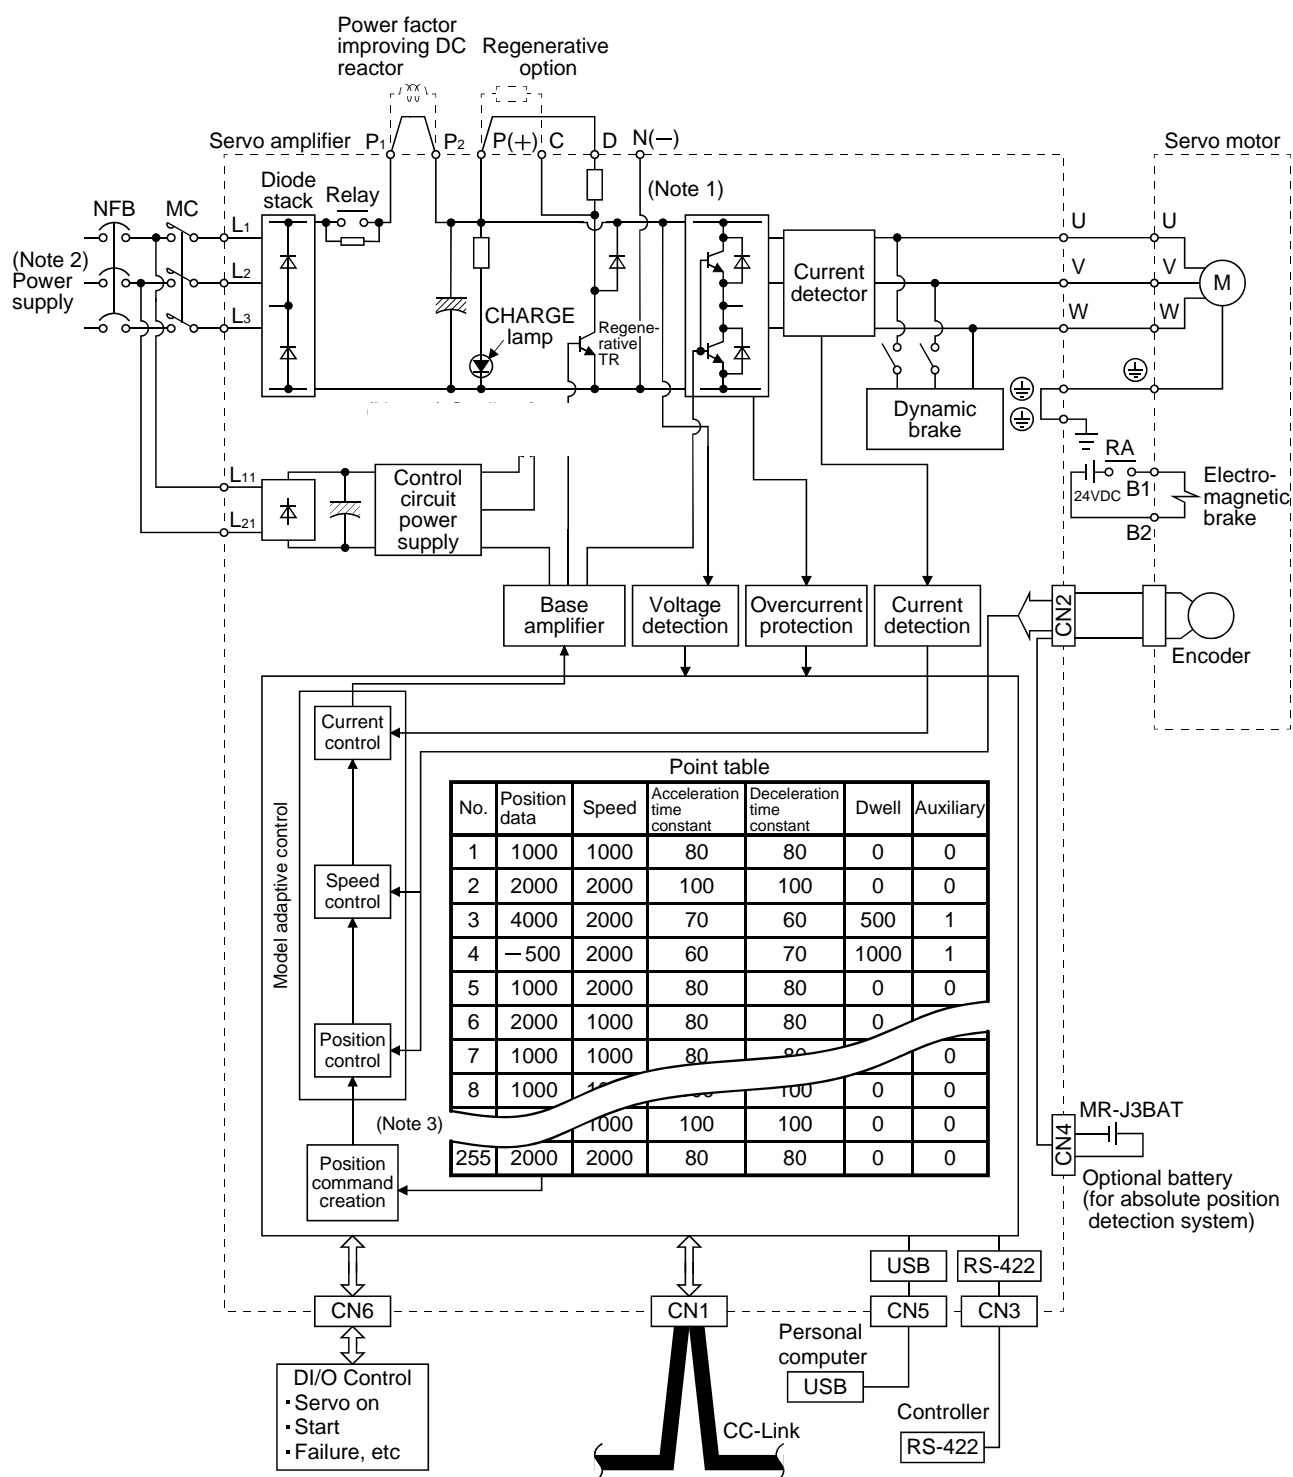 Power factor
improving DC
reactor
Regenerative
option
Servo amplifier
P1
P2
P(+)
C
D
N(−)
Servo motor
Diode
stack
Relay
(Note 1)
NFB
MC
L1
L2
L3
(Note 2)
Power
supply
CHARGE
lamp
Regene-
rative
TR
Current
detector
U
V
W
U
V
W
M
Dynamic
brake
RA
24VDC
B1
B2
Electro-
magnetic
brake
L11
L21
Control
circuit
power
supply
Base
amplifier
Voltage
detection
Overcurrent
protection
Current
detection
CN2
Encoder
Model adaptive control
Current
control
Speed
control
Position
control
Position
command
creation
(Note 3)
Point table
No. Position data Speed Acceleration time constant Deceleration time constant Dwell Auxiliary
1 1000 1000 80 80 0 0
2 2000 2000 100 100 0 0
3 4000 2000 70 60 500 1
4 −500 2000 60 70 1000 1
5 1000 2000 80 80 0 0
6 2000 1000 80 80 0
7 1000 1000 80 80 0
8 1000 100 0 0
1000 100 100 0 0
255 2000 2000 80 80 0 0
CN4
MR-J3BAT
Optional battery
(for absolute position
detection system)
USB
RS-422
CN6
CN1
CN5
CN3
DI/O Control
・Servo on
・Start
・Failure, etc
CC-Link
Personal
computer
USB
Controller
RS-422